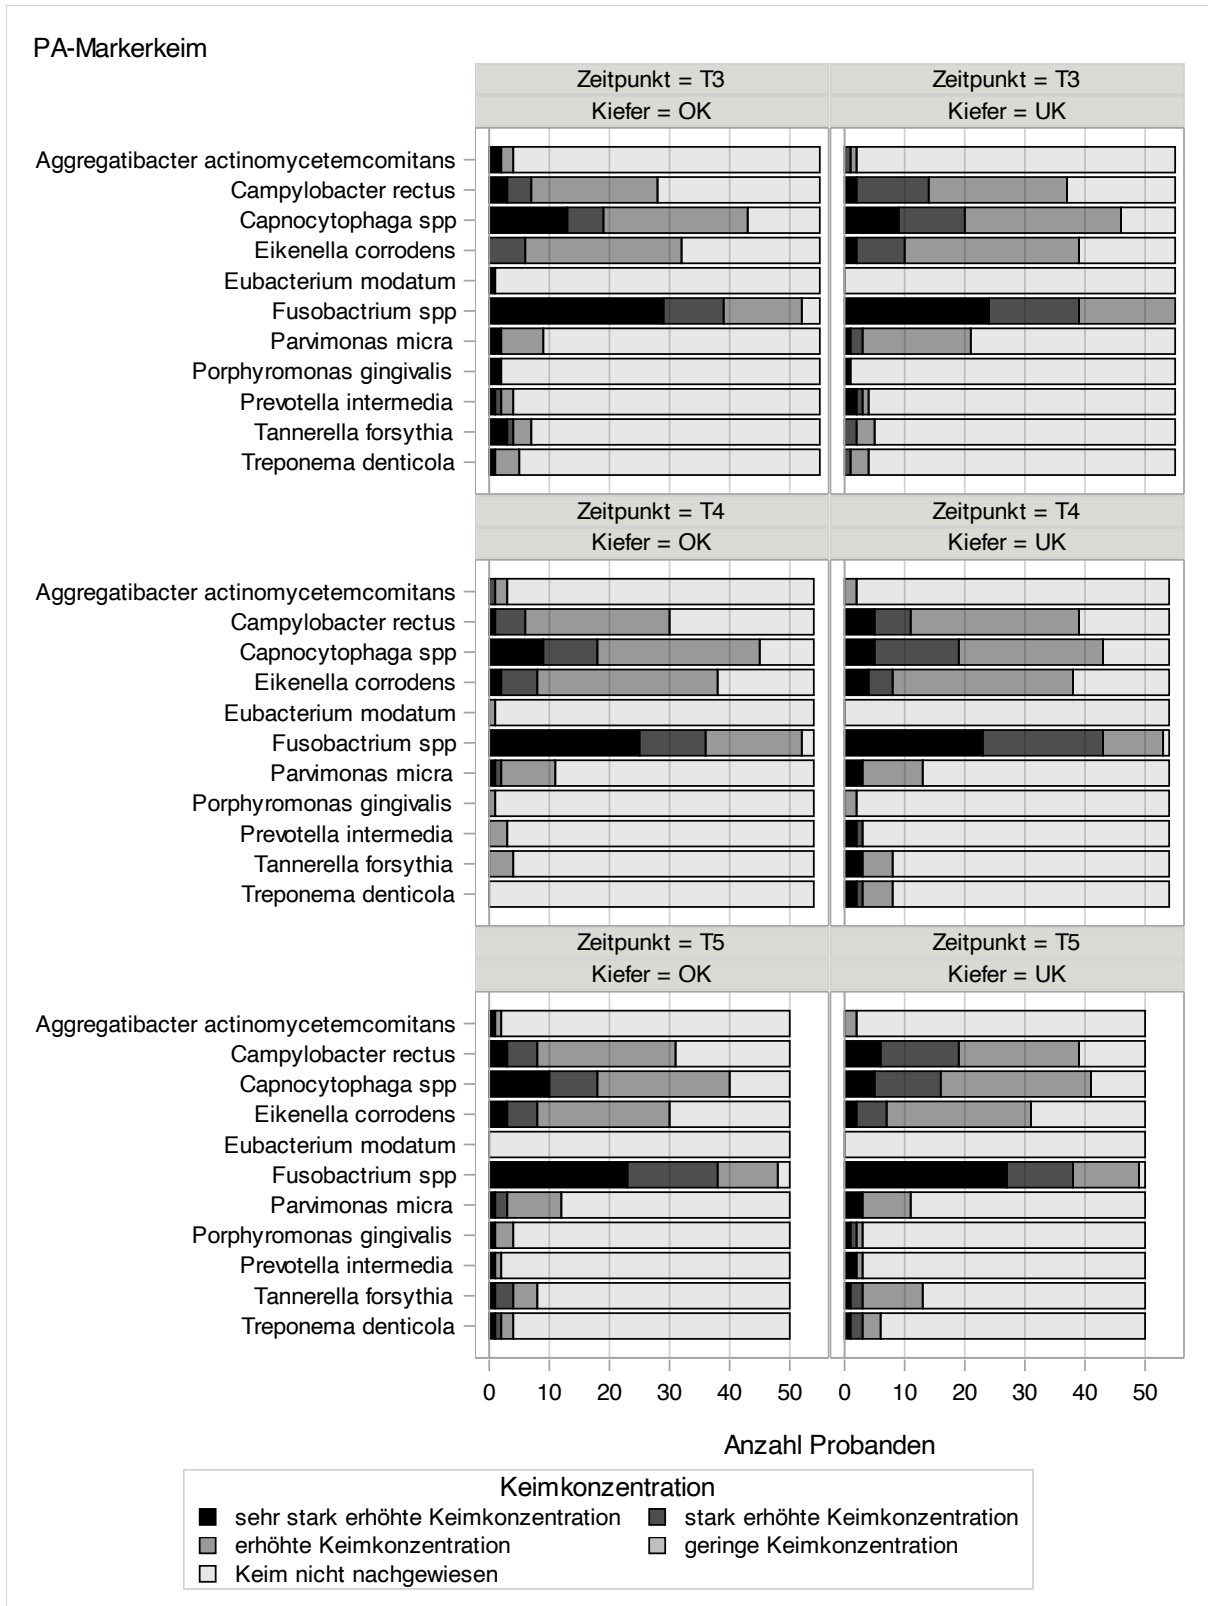 PA-Markerkeim
Zeitpunkt = T3
Zeitpunkt = T3
Kiefer = OK
Kiefer = UK
Aggregatibacter actinomycetemcomitans
Campylobacter rectus
Capnocytophaga spp
Eikenella corrodens
Eubacterium modatum
Fusobactrium spp
Parvimonas micra
Porphyromonas gingivalis
Prevotella intermedia
Tannerella forsythia
Treponema denticola
Zeitpunkt = T4
Zeitpunkt = T4
Kiefer = OK
Kiefer = UK
Aggregatibacter actinomycetemcomitans
Campylobacter rectus
Capnocytophaga spp
Eikenella corrodens
Eubacterium modatum
Fusobactrium spp
Parvimonas micra
Porphyromonas gingivalis
Prevotella intermedia
Tannerella forsythia
Treponema denticola
Zeitpunkt = T5
Zeitpunkt = T5
Kiefer = OK
Kiefer = UK
Aggregatibacter actinomycetemcomitans
Campylobacter rectus
Capnocytophaga spp
Eikenella corrodens
Eubacterium modatum
Fusobactrium spp
Parvimonas micra
Porphyromonas gingivalis
Prevotella intermedia
Tannerella forsythia
Treponema denticola
0 10 20 30 40 50
0 10 20 30 40 50
Anzahl Probanden
Keimkonzentration
sehr stark erhöhte Keimkonzentration
stark erhöhte Keimkonzentration
erhöhte Keimkonzentration
geringe Keimkonzentration
Keim nicht nachgewiesen